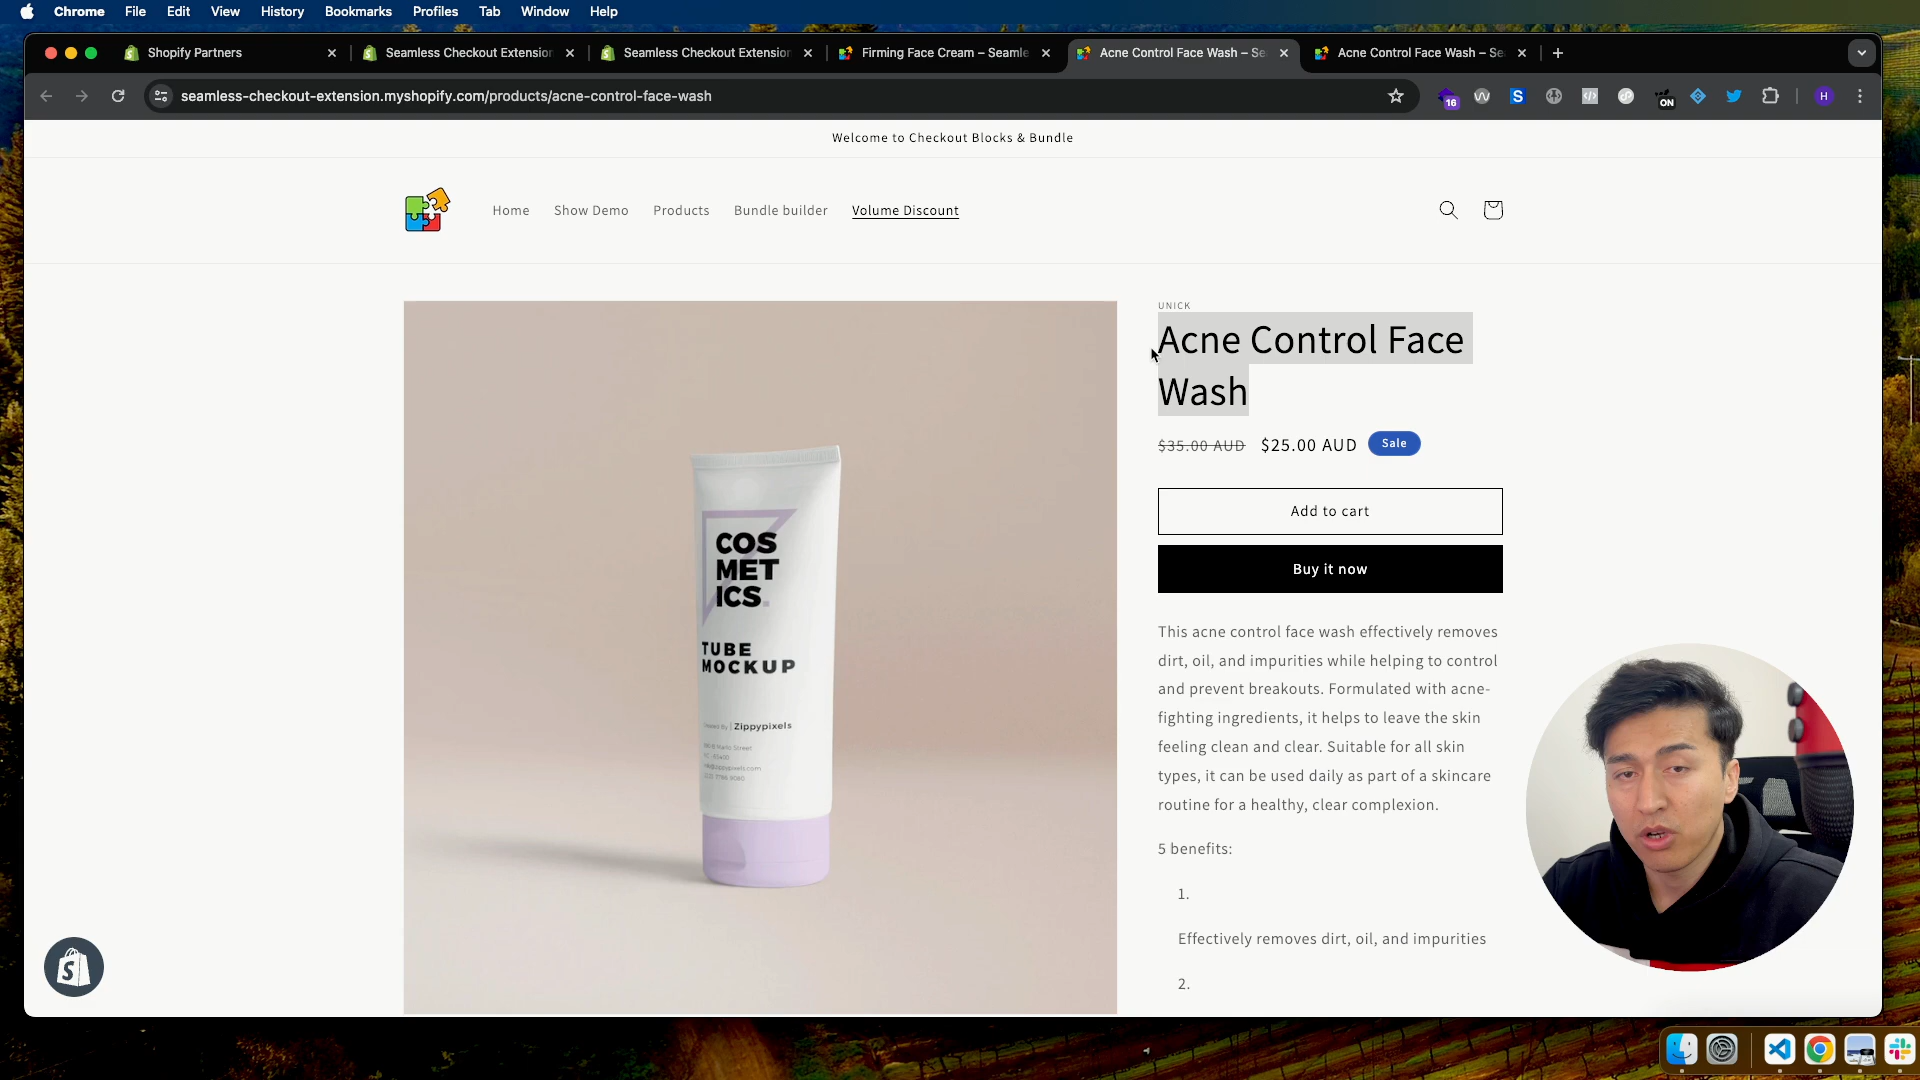 Chrome File Edit View History Bookmarks Profiles Tab Window Help
Shopify Partners
Seamless Checkout Extension
Seamless Checkout Extension
Firming Face Cream – Seamle
Acne Control Face Wash – Se
Acne Control Face Wash – Se
seamless-checkout-extension.myshopify.com/products/acne-control-face-wash
16
S
ON
H
Welcome to Checkout Blocks & Bundle
Home
Show Demo
Products
Bundle builder
Volume Discount
UNICK
Acne Control Face
Wash
$35.00 AUD $25.00 AUD Sale
Add to cart
Buy it now
This acne control face wash effectively removes
dirt, oil, and impurities while helping to control
and prevent breakouts. Formulated with acne-
fighting ingredients, it helps to leave the skin
feeling clean and clear. Suitable for all skin
types, it can be used daily as part of a skincare
routine for a healthy, clear complexion.
5 benefits:
1.
Effectively removes dirt, oil, and impurities
2.
COS
MET
ICS.
TUBE
MOCKUP
Zippypixels